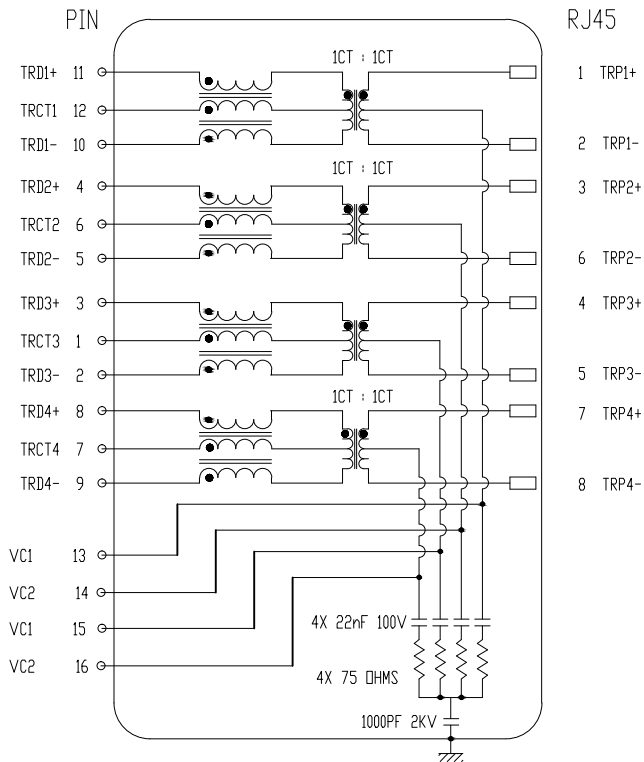 PIN RJ45
1CT : 1CT
TRD1+ 11 1 TRP1+
TRCT1 12
TRD1- 10 2 TRP1-
1CT : 1CT
TRD2+ 4 3 TRP2+
TRCT2 6
TRD2- 5 6 TRP2-
TRD3+ 3 4 TRP3+
TRCT3 1
TRD3- 2 5 TRP3-
1CT : 1CT
TRD4+ 8 7 TRP4+
TRCT4 7
TRD4- 9 8 TRP4-
VC1 13
VC2 14
VC1 15
4X 22nF 100V
VC2 16
4X 75 OHMS
1000PF 2KV